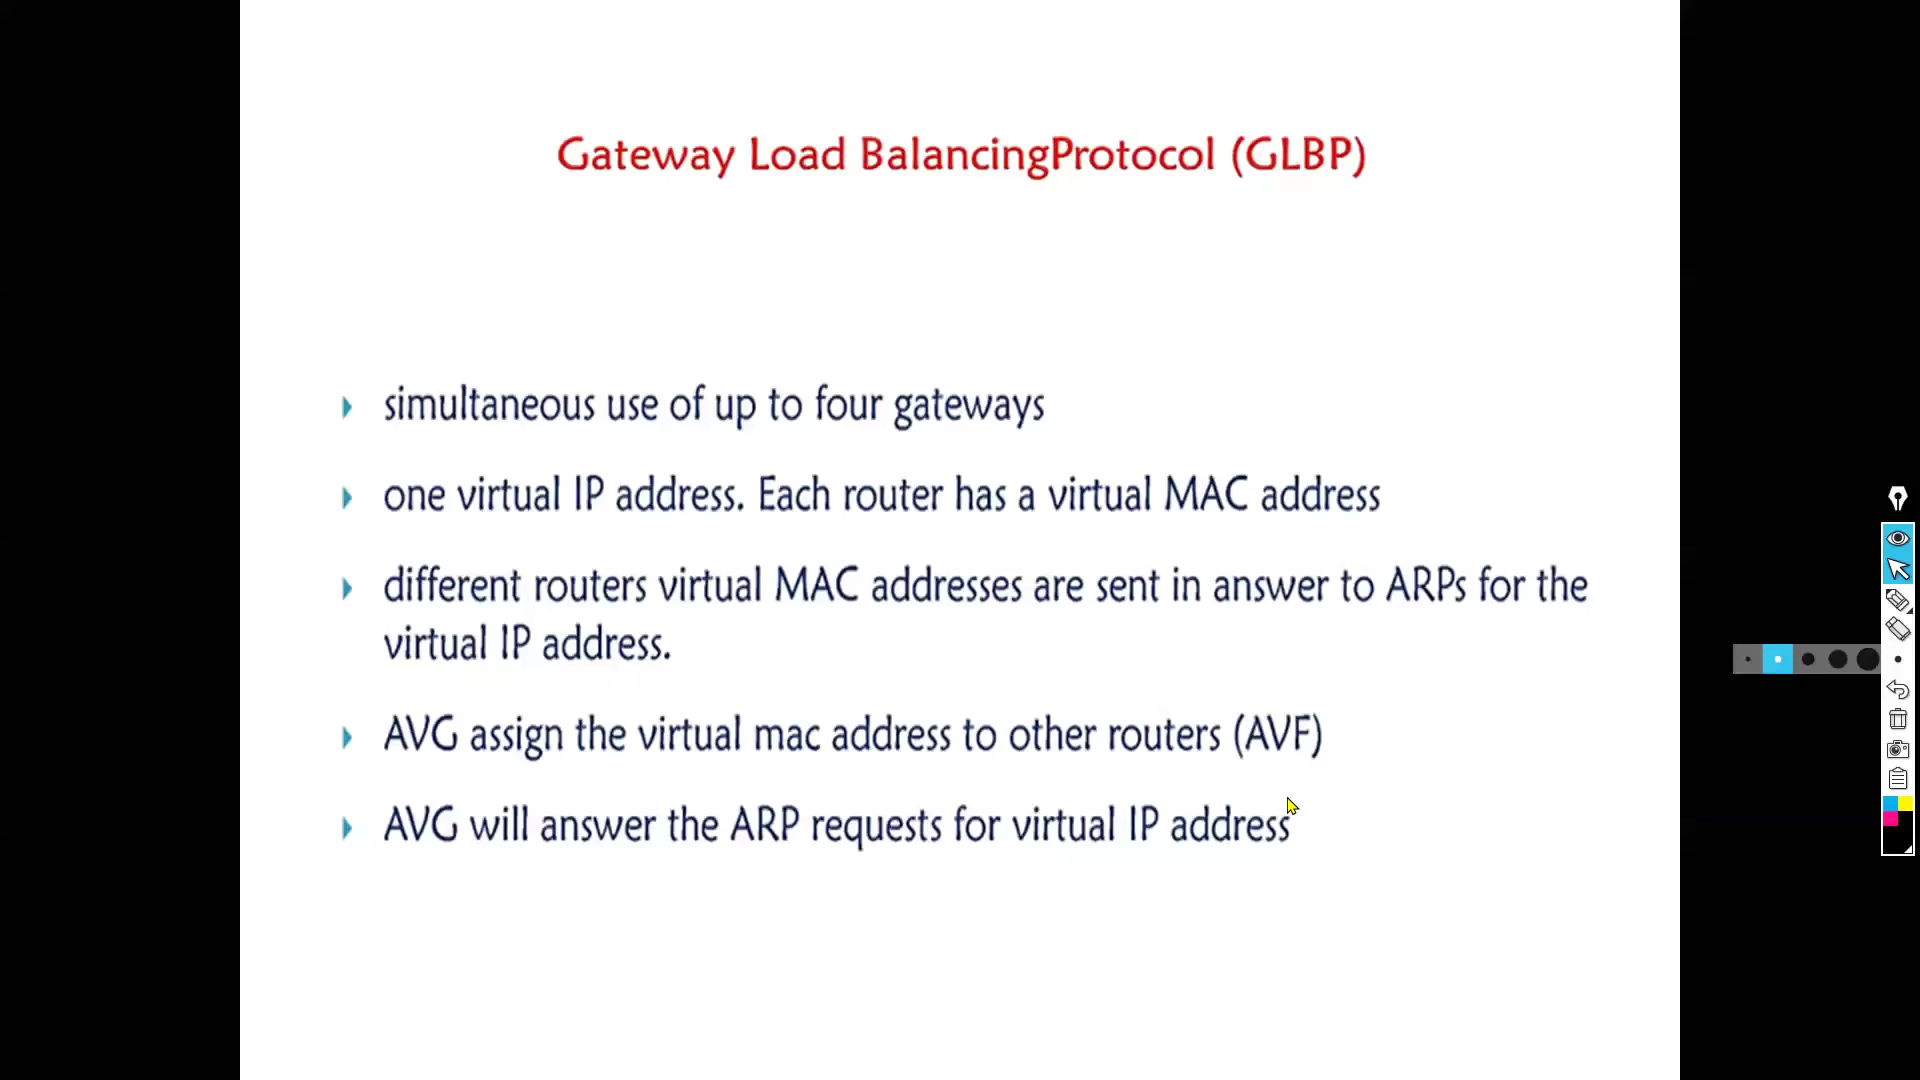 Gateway Load BalancingProtocol (GLBP)
simultaneous use of up to four gateways
one virtual IP address. Each router has a virtual MAC address
different routers virtual MAC addresses are sent in answer to ARPs for the
virtual IP address.
AVG assign the virtual mac address to other routers (AVF)
AVG will answer the ARP requests for virtual IP address